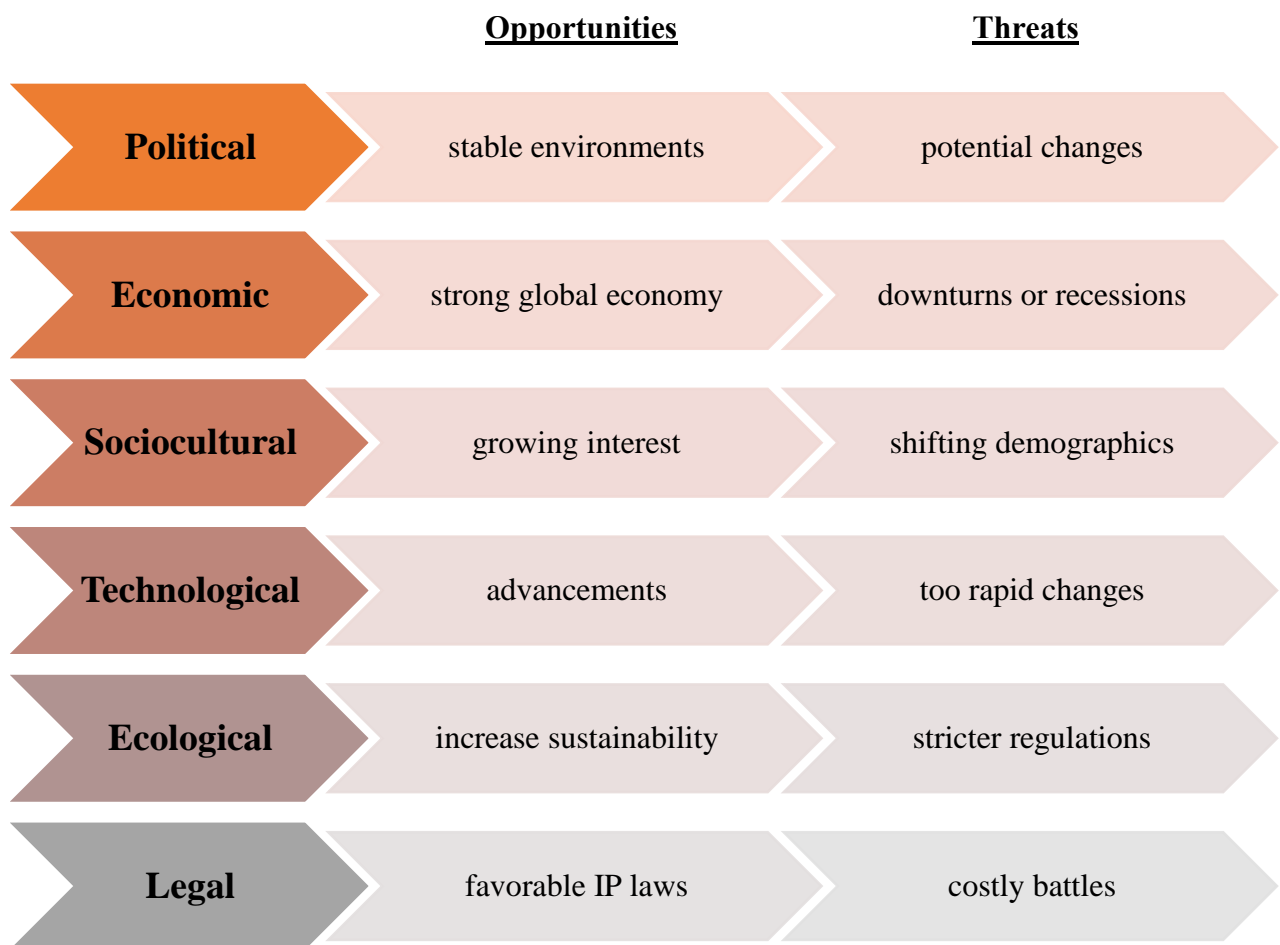 Opportunities Threats
Political stable environments potential changes
Economic strong global economy downturns or recessions
Sociocultural growing interest shifting demographics
Technological advancements too rapid changes
Ecological increase sustainability stricter regulations
Legal favorable IP laws costly battles